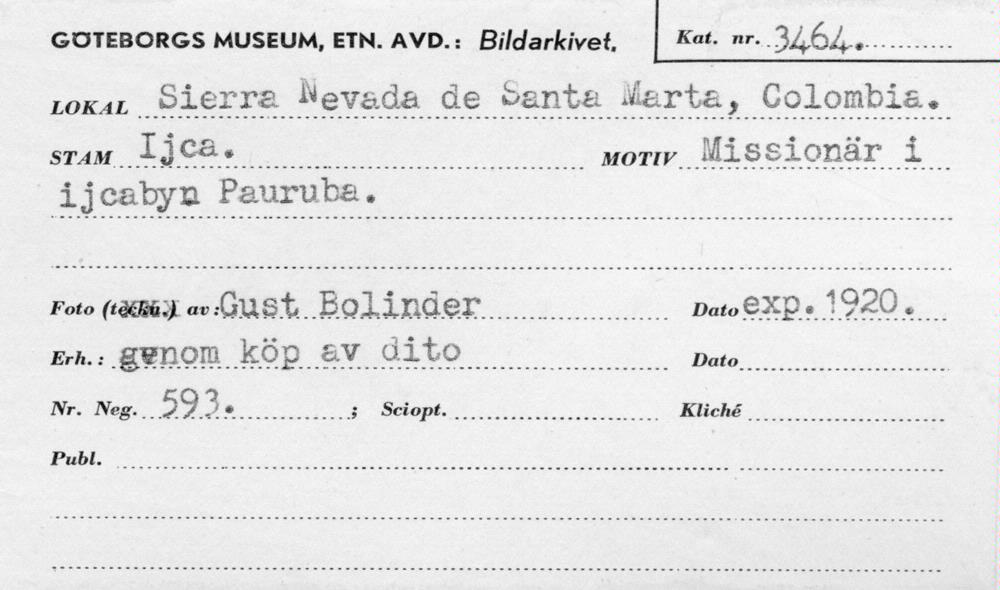 GÖTEBORGS MUSEUM, ETN. AVD.: Bildarkivet.
Kat. nr. 3464.
LOKAL Sierra Nevada de Santa Marta, Colombia.
STAM Ijca. MOTIV Missionär i
ijcabyn Pauruba.
Foto (teckn.) av: Gust Bolinder Dato exp. 1920.
Erh.: genom köp av dito Dato
Nr. Neg. 593. ; Sciopt. Kliché
Publ.